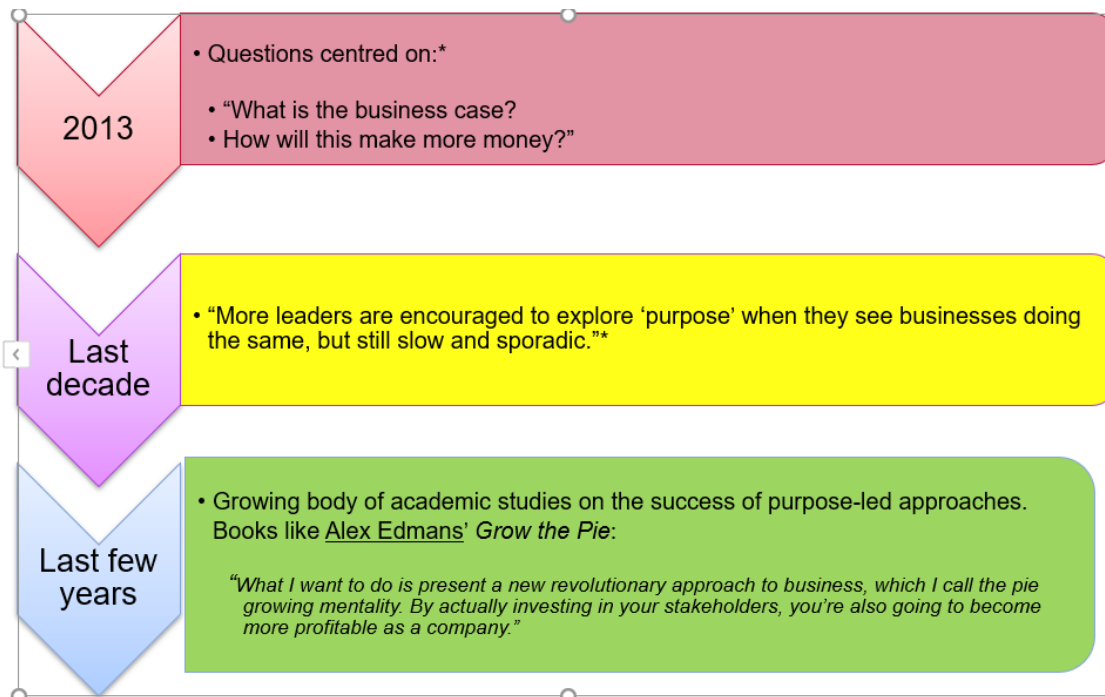 2013
• Questions centred on:*
• “What is the business case?
• How will this make more money?”
Last
decade
• “More leaders are encouraged to explore ‘purpose’ when they see businesses doing
the same, but still slow and sporadic.”*
Last few
years
• Growing body of academic studies on the success of purpose-led approaches.
Books like Alex Edmans’ Grow the Pie:
“What I want to do is present a new revolutionary approach to business, which I call the pie
growing mentality. By actually investing in your stakeholders, you’re also going to become
more profitable as a company.”